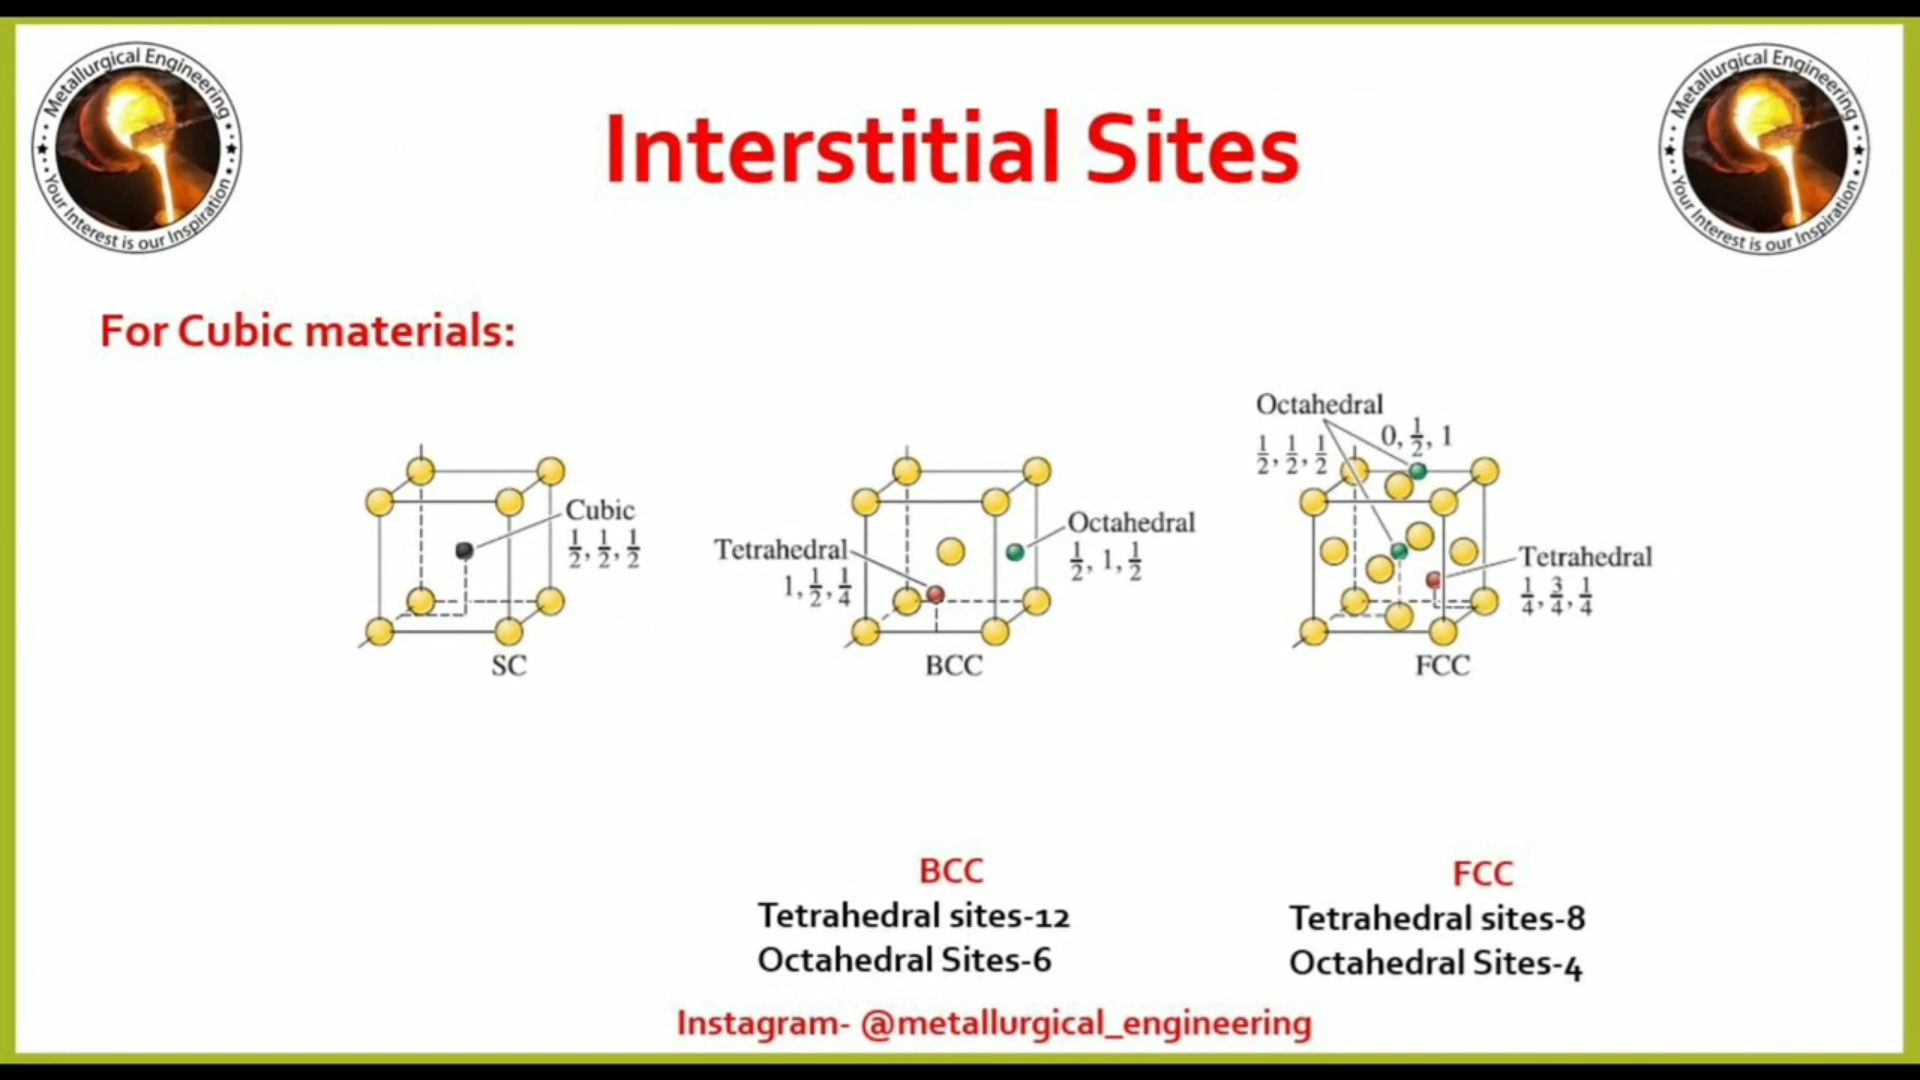 Metallurgical Engineering
Your Interest is our Inspiration
Interstitial Sites
Metallurgical Engineering
Your Interest is our Inspiration
For Cubic materials:
Cubic
1/2, 1/2, 1/2
SC
Tetrahedral
1, 1/2, 1/4
Octahedral
1/2, 1, 1/2
BCC
Octahedral
1/2, 1/2, 1/2
0, 1/2, 1
Tetrahedral
1/4, 3/4, 1/4
FCC
BCC
Tetrahedral sites-12
Octahedral Sites-6
FCC
Tetrahedral sites-8
Octahedral Sites-4
Instagram- @metallurgical_engineering